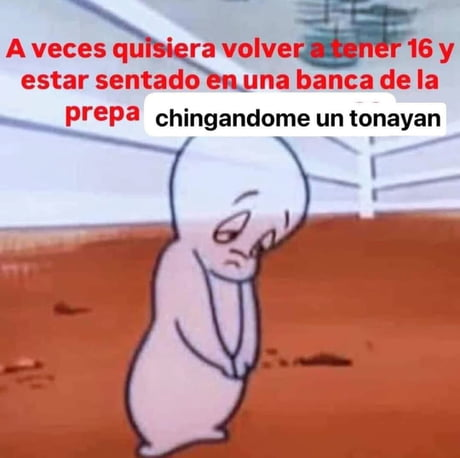 A veces quisiera volver a tener 16 y
estar sentado en una banca de la
prepa chingandome un tonayan